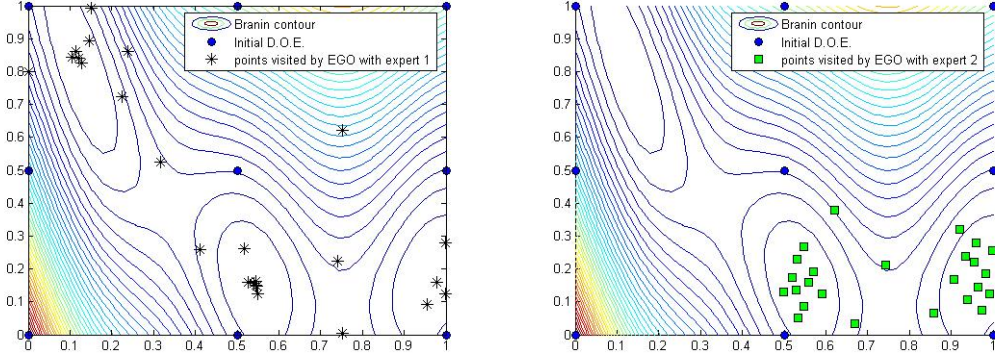 1
0.9
0.8
0.7
0.6
0.5
0.4
0.3
0.2
0.1
0
0 0.1 0.2 0.3 0.4 0.5 0.6 0.7 0.8 0.9 1
Branin contour
Initial D.O.E.
points visited by EGO with expert 1
1
0.9
0.8
0.7
0.6
0.5
0.4
0.3
0.2
0.1
0
0 0.1 0.2 0.3 0.4 0.5 0.6 0.7 0.8 0.9 1
Branin contour
Initial D.O.E.
points visited by EGO with expert 2